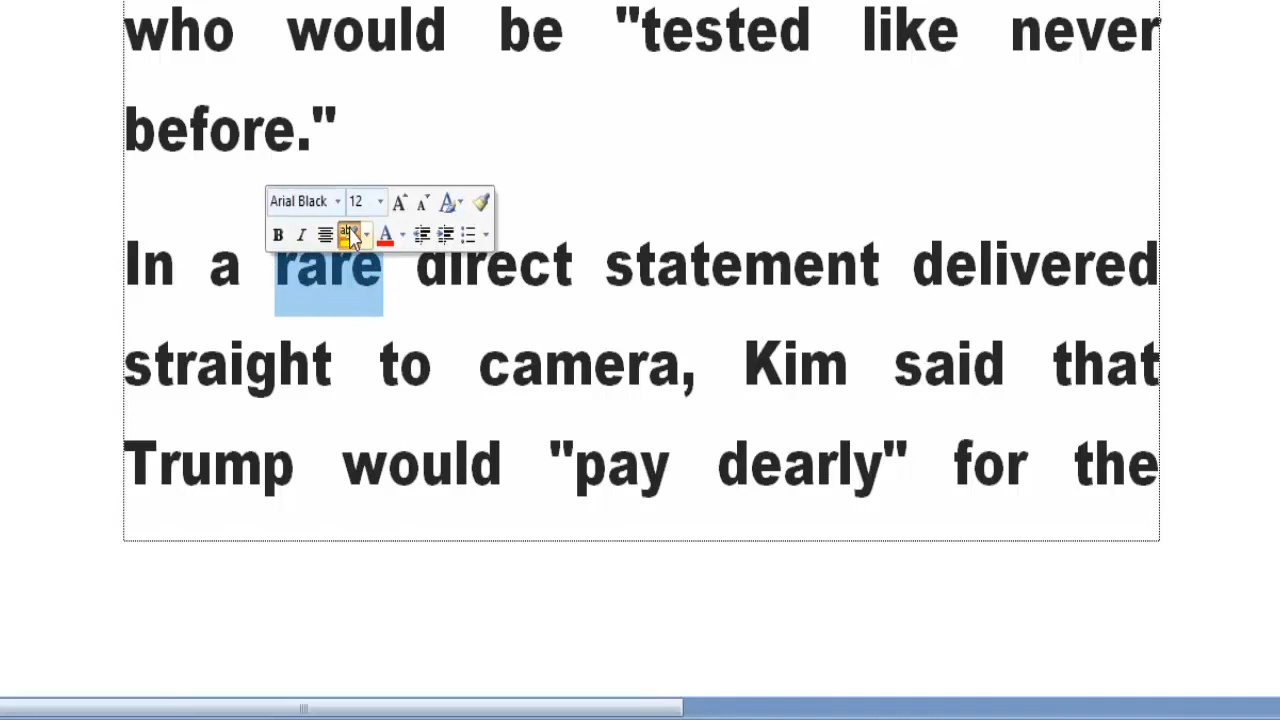 who would be "tested like never
before."
Arial Black 12
B I ab A
In a rare direct statement delivered
straight to camera, Kim said that
Trump would "pay dearly" for the